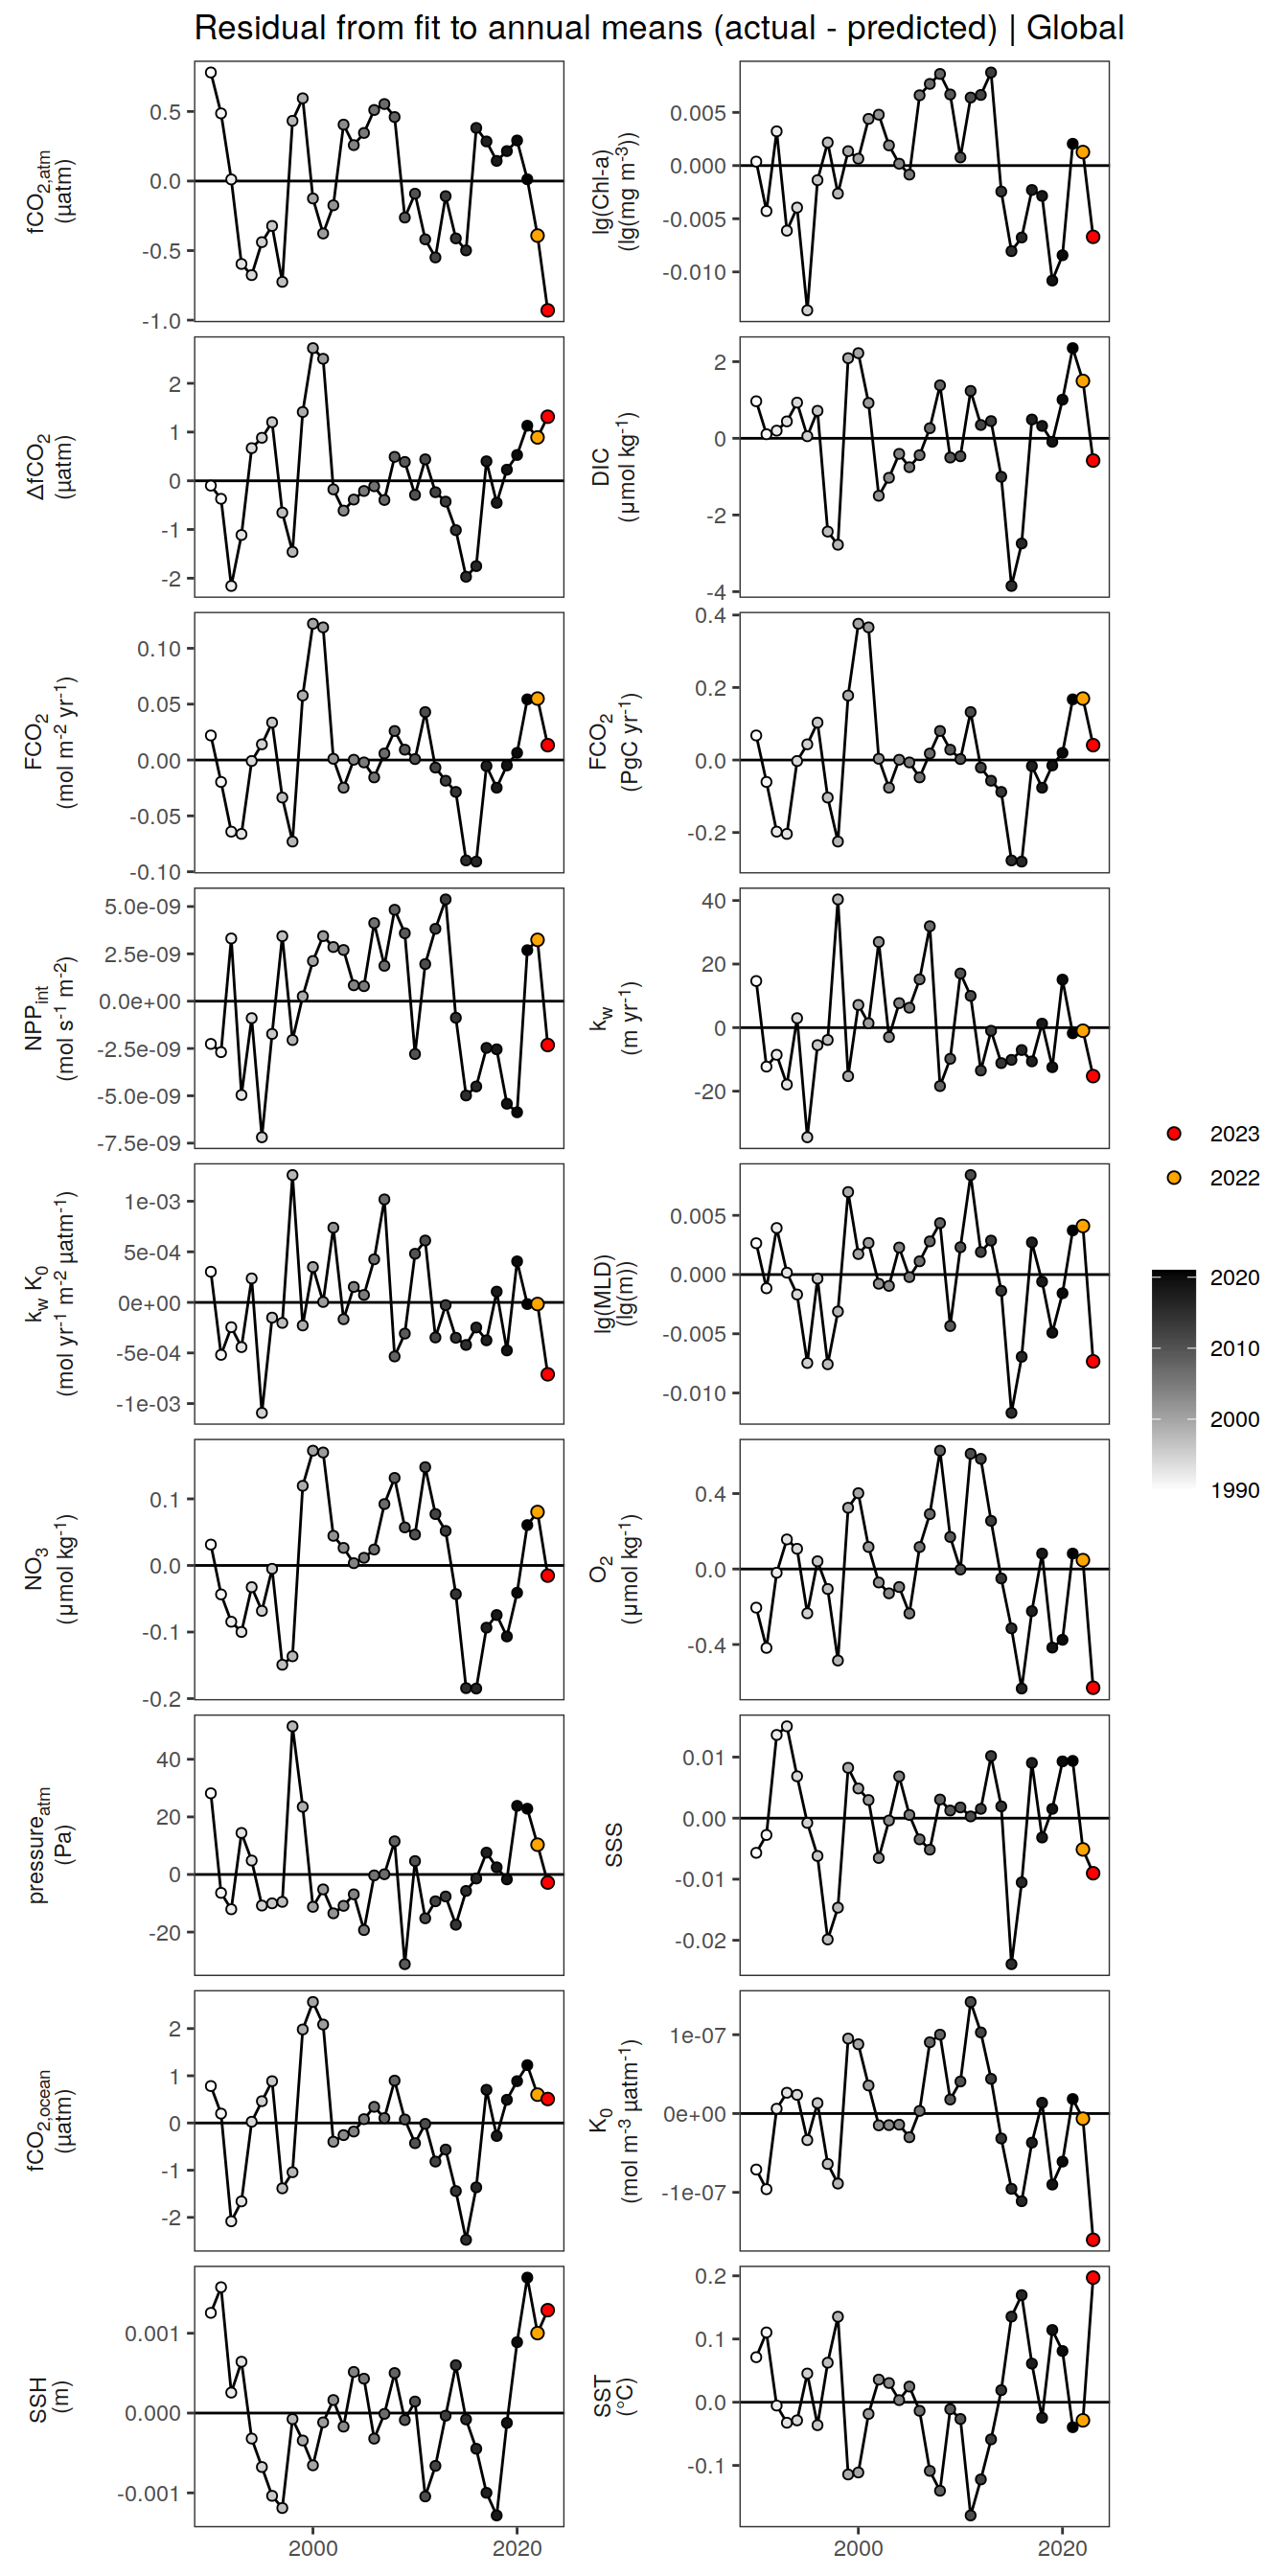 Residual from fit to annual means (actual - predicted) | Global
fCO2,atm
(µatm)
0.5
0.0
-0.5
-1.0
lg(Chl-a)
(lg(mg m-3))
0.005
0.000
-0.005
-0.010
ΔfCO2
(µatm)
2
1
0
-1
-2
DIC
(µmol kg-1)
2
0
-2
-4
FCO2
(mol m-2 yr-1)
0.10
0.05
0.00
-0.05
-0.10
FCO2
(PgC yr-1)
0.4
0.2
0.0
-0.2
NPPint
(mol s-1 m-2)
5.0e-09
2.5e-09
0.0e+00
-2.5e-09
-5.0e-09
-7.5e-09
kw
(m yr-1)
40
20
0
-20
kw K0
(mol yr-1 m-2 µatm-1)
1e-03
5e-04
0e+00
-5e-04
-1e-03
lg(MLD)
(lg(m))
0.005
0.000
-0.005
-0.010
NO3
(µmol kg-1)
0.1
0.0
-0.1
-0.2
O2
(µmol kg-1)
0.4
0.0
-0.4
pressureatm
(Pa)
40
20
0
-20
SSS
0.01
0.00
-0.01
-0.02
fCO2,ocean
(µatm)
2
1
0
-1
-2
K0
(mol m-3 µatm-1)
1e-07
0e+00
-1e-07
SSH
(m)
0.001
0.000
-0.001
SST
(°C)
0.2
0.1
0.0
-0.1
2000
2020
2000
2020
2023
2022
2020
2010
2000
1990